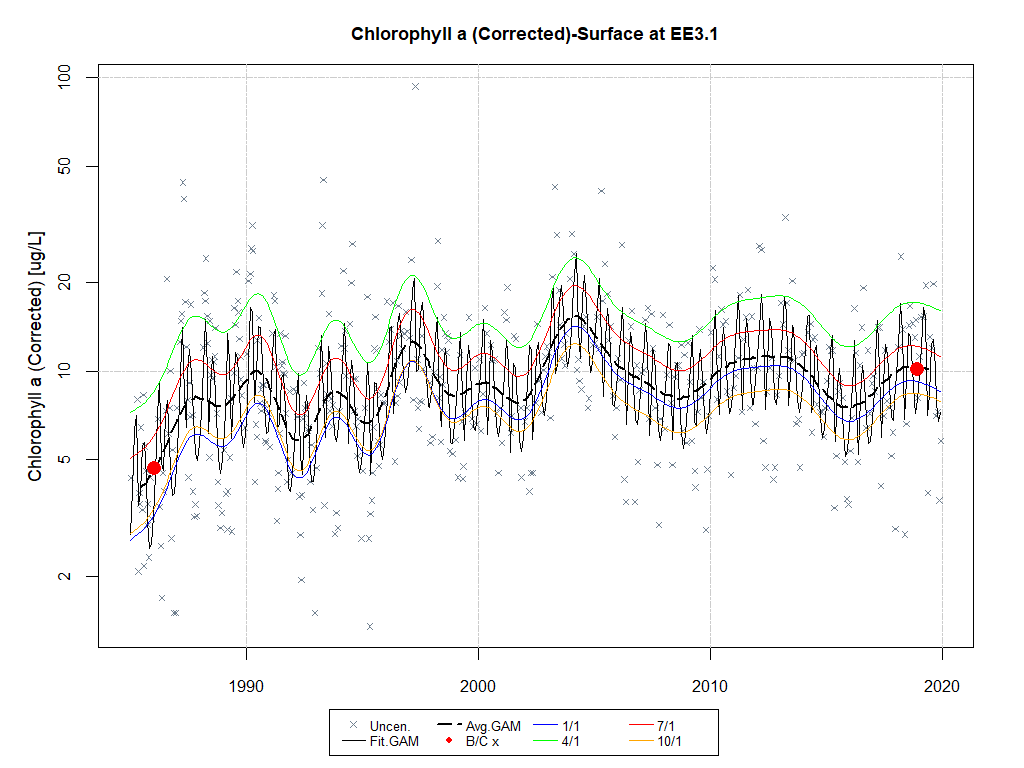 Chlorophyll a (Corrected)-Surface at EE3.1
Chlorophyll a (Corrected) [ug/L]
100
50
20
10
5
2
1990 2000 2010 2020
Uncen. Avg.GAM 1/1 7/1
Fit.GAM B/C x 4/1 10/1